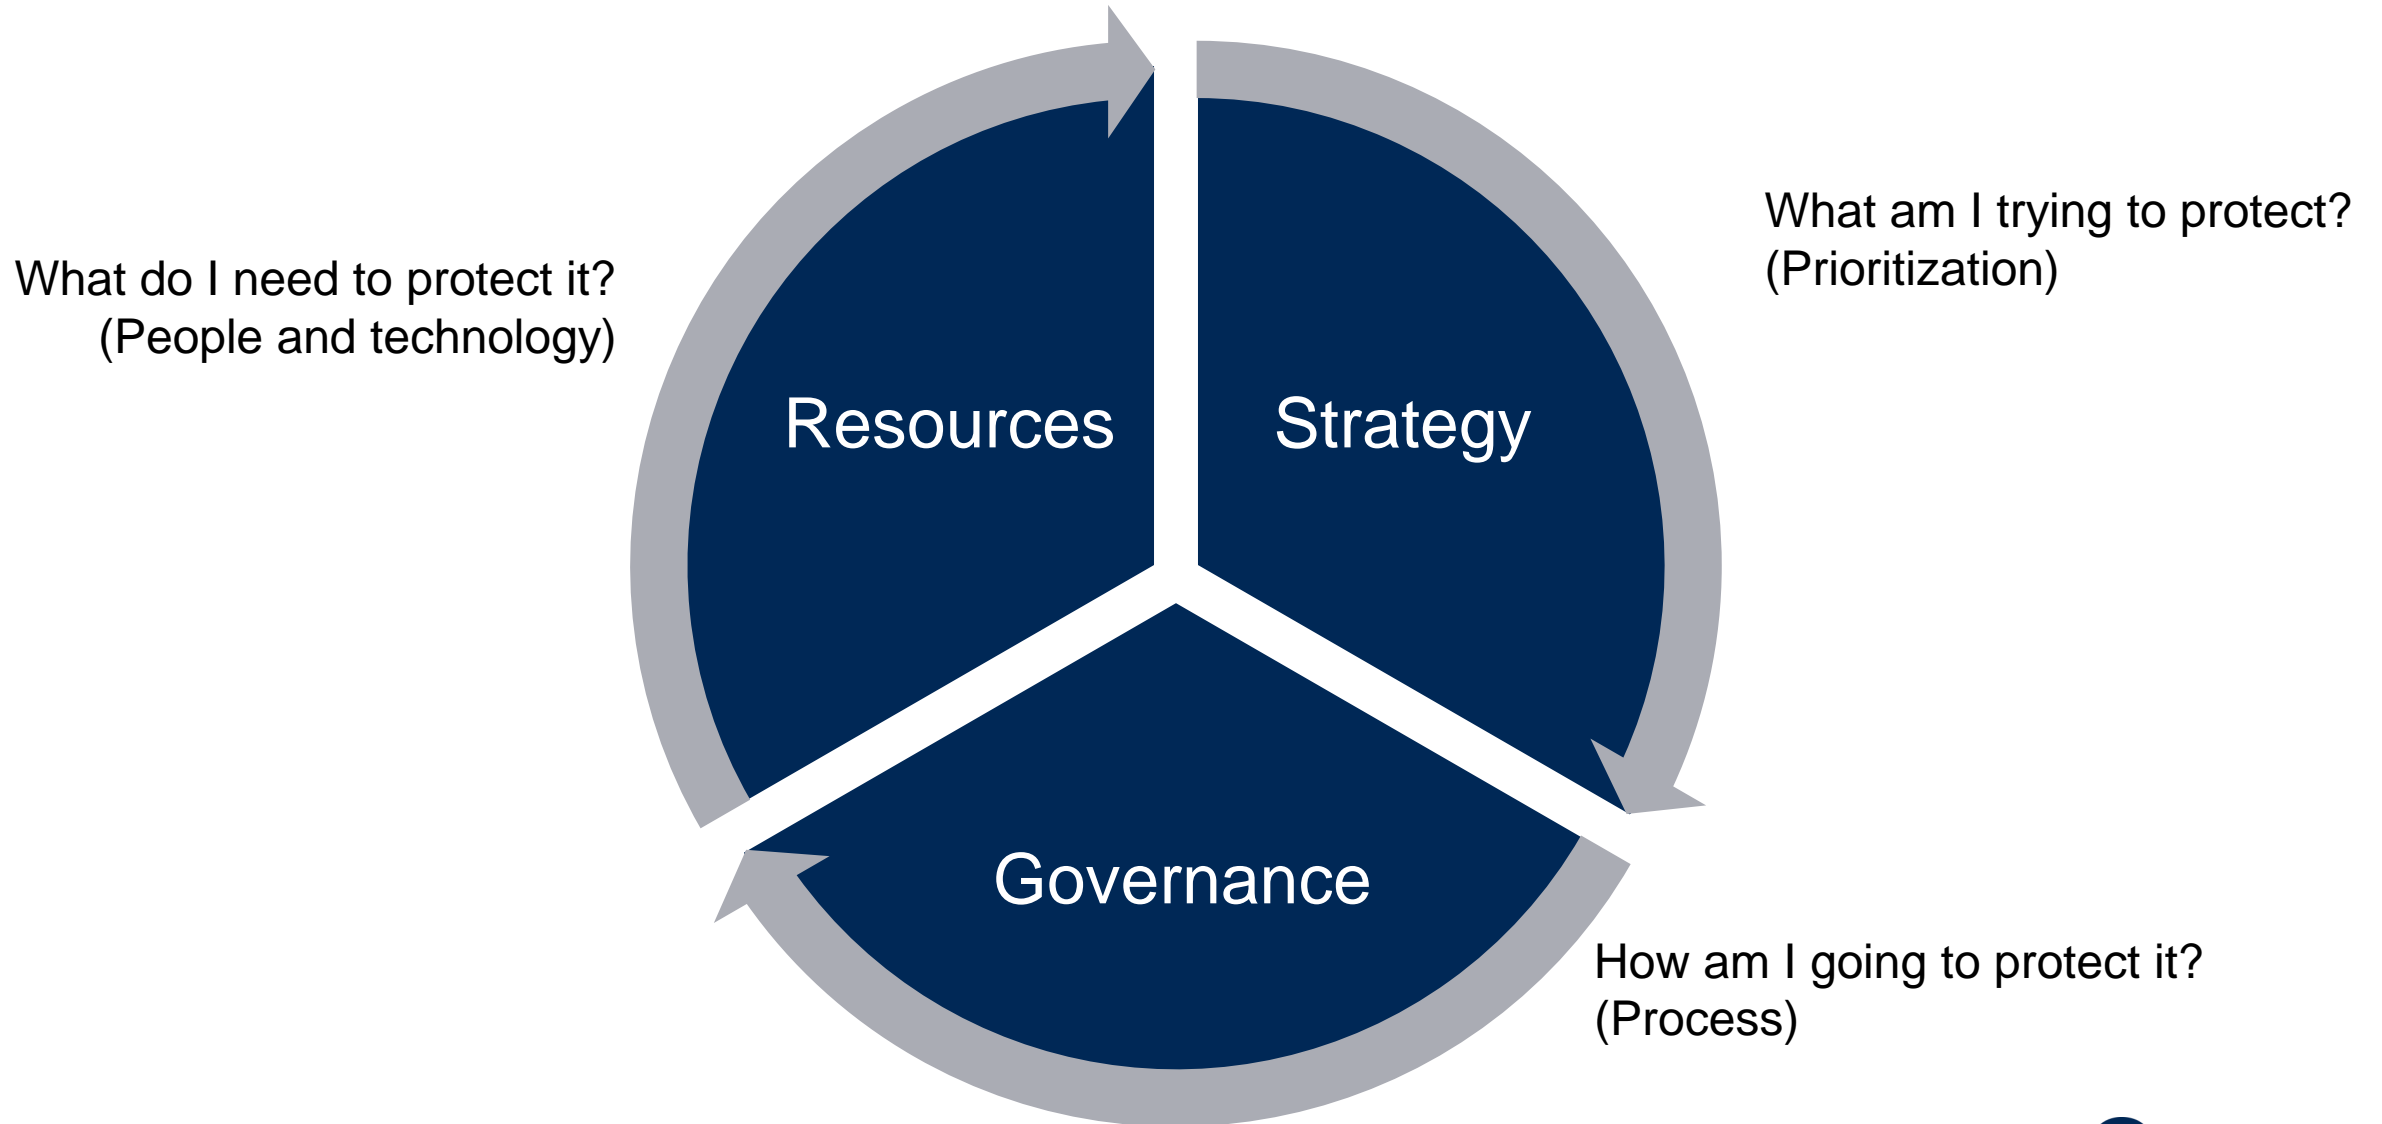 What am I trying to protect?
(Prioritization)
What do I need to protect it?
(People and technology)
Resources
Strategy
Governance
How am I going to protect it?
(Process)